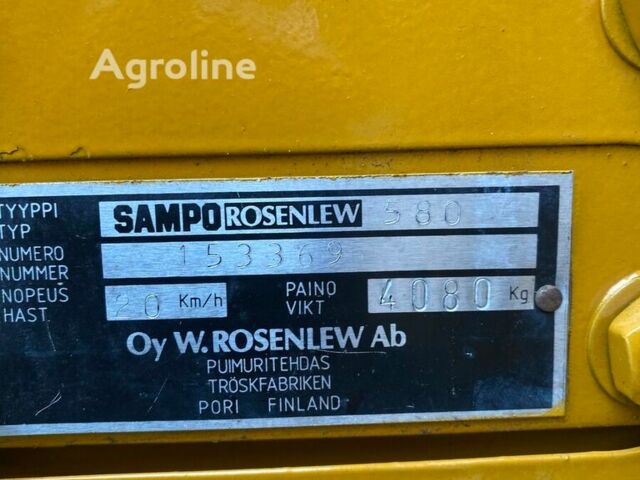 Agroline
TYYPPI
TYP
SAMPO ROSENLEW 580
NUMERO
NUMMER
153369
NOPEUS
HAST
20 Km/h
PAINO
VIKT
4080 Kg
Oy W. ROSENLEW Ab
PUIMURITEHDAS
TRÖSKFABRIKEN
PORI FINLAND